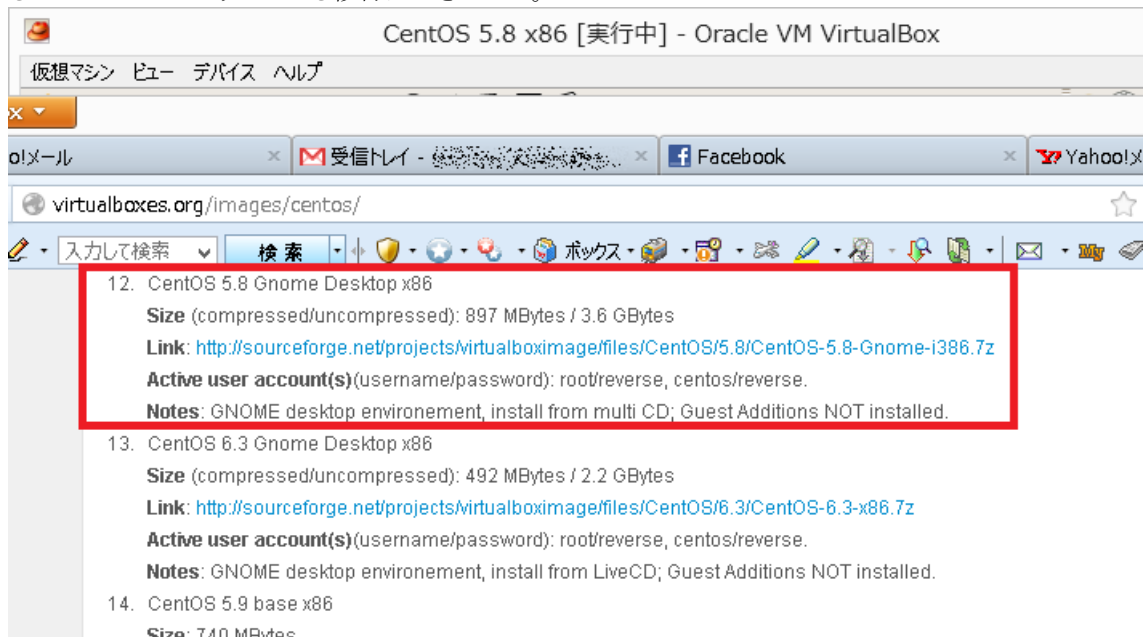 CentOS 5.8 x86 [実行中] - Oracle VM VirtualBox
仮想マシン ビュー デバイス ヘルプ
o!メール
受信トレイ -
Facebook
Yahoo!メ
virtualboxes.org/images/centos/
入力して検索 検索 ボックス My
12. CentOS 5.8 Gnome Desktop x86
Size (compressed/uncompressed): 897 MBytes / 3.6 GBytes
Link: http://sourceforge.net/projects/virtualboximage/files/CentOS/5.8/CentOS-5.8-Gnome-i386.7z
Active user account(s)(username/password): root/reverse, centos/reverse.
Notes: GNOME desktop environement, install from multi CD; Guest Additions NOT installed.
13. CentOS 6.3 Gnome Desktop x86
Size (compressed/uncompressed): 492 MBytes / 2.2 GBytes
Link: http://sourceforge.net/projects/virtualboximage/files/CentOS/6.3/CentOS-6.3-x86.7z
Active user account(s)(username/password): root/reverse, centos/reverse.
Notes: GNOME desktop environement, install from LiveCD; Guest Additions NOT installed.
14. CentOS 5.9 base x86
Size: 740 MBytes